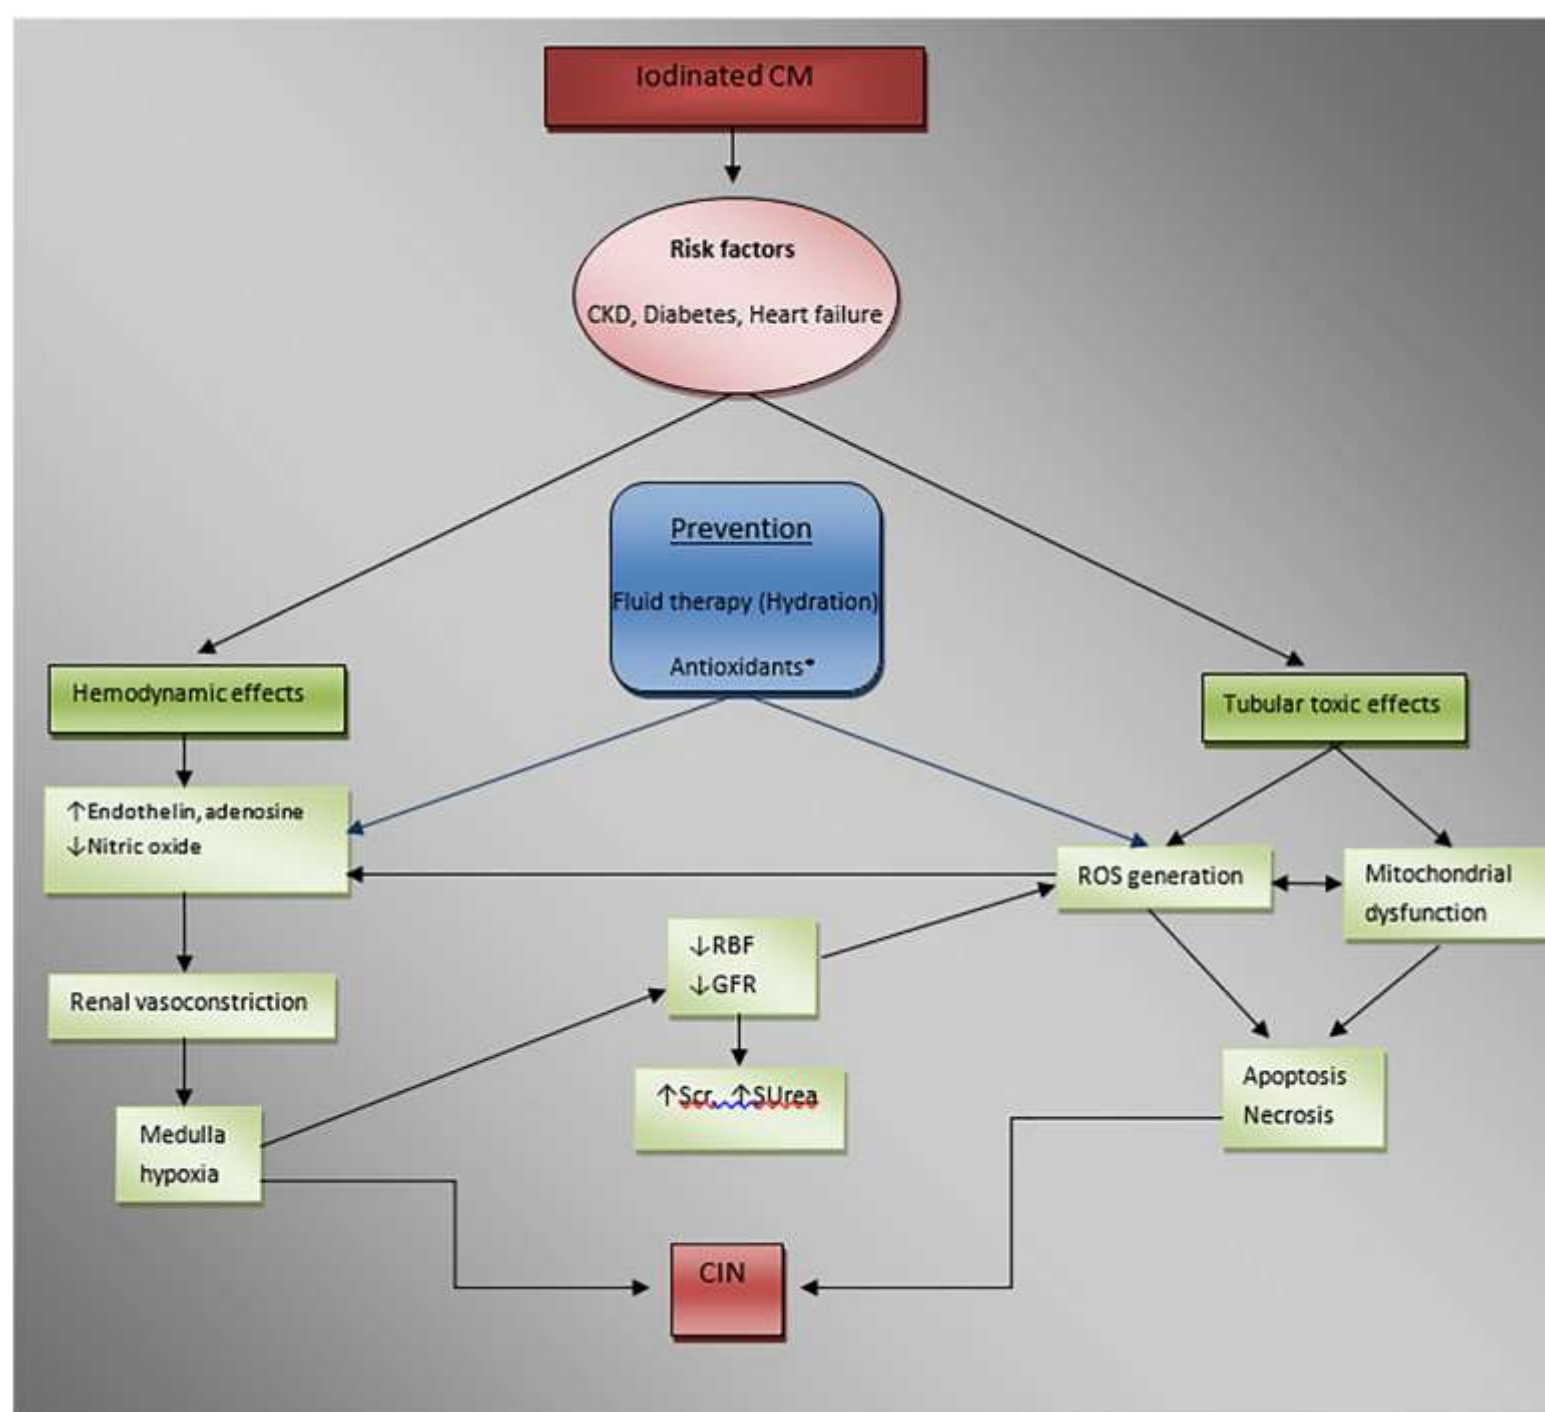 Iodinated CM
Risk factors
CKD, Diabetes, Heart failure
Prevention
Fluid therapy (Hydration)
Antioxidants*
Hemodynamic effects
Tubular toxic effects
↑Endothelin, adenosine
↓Nitric oxide
ROS generation
Mitochondrial
dysfunction
↓RBF
↓GFR
Renal vasoconstriction
↑Scr, ↑SUrea
Apoptosis
Necrosis
Medulla
hypoxia
CIN